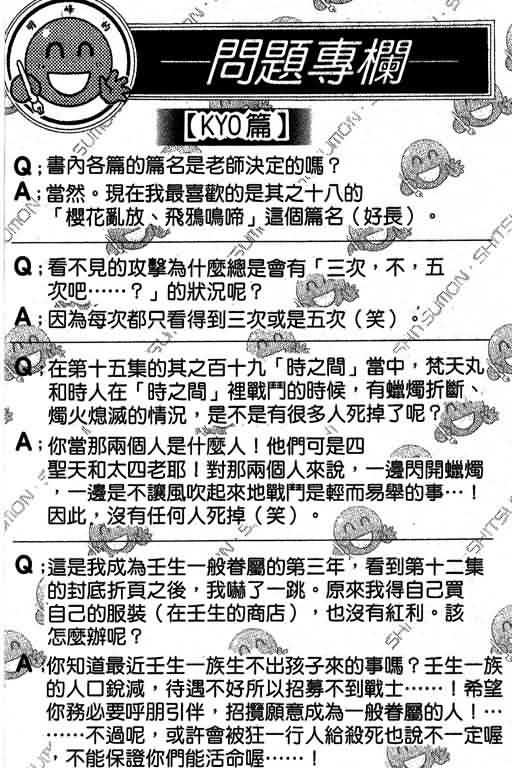 明峰的
問題專欄
【KYO篇】
Q；書內各篇的篇名是老師決定的嗎？
A；當然。現在我最喜歡的是其之十八的
「櫻花亂放、飛鴉鳴啼」這個篇名（好長）。
Q；看不見的攻擊為什麼總是會有「三次，不，五
次吧……？」的狀況呢？
A；因為每次都只看得到三次或是五次（笑）。
Q；在第十五集的其之百十九「時之間」當中，梵天丸
和時人在「時之間」裡戰鬥的時候，有蠟燭折斷、
燭火熄滅的情況，是不是有很多人死掉了呢？
A；你當那兩個人是什麼人！他們可是四
聖天和太四老耶！對那兩個人來說，一邊閃開蠟燭
，一邊是不讓風吹起來地戰鬥是輕而易舉的事…！
因此，沒有任何人死掉（笑）。
Q；這是我成為壬生一般眷屬的第三年，看到第十二集
的封底折頁之後，我嚇了一跳。原來我得自己買
自己的服裝（在壬生的商店），也沒有紅利。該
怎麼辦呢？
A；你知道最近壬生一族生不出孩子來的事嗎？壬生一族
的人口銳減，待遇不好所以招募不到戰士……！希望
你務必要呼朋引伴，招攬願意成為一般眷屬的人！…
……不過呢，或許會被狂一行人給殺死也說不一定喔
，不能保證你們能活命喔……！
SHITSUMON・SHITSUMON